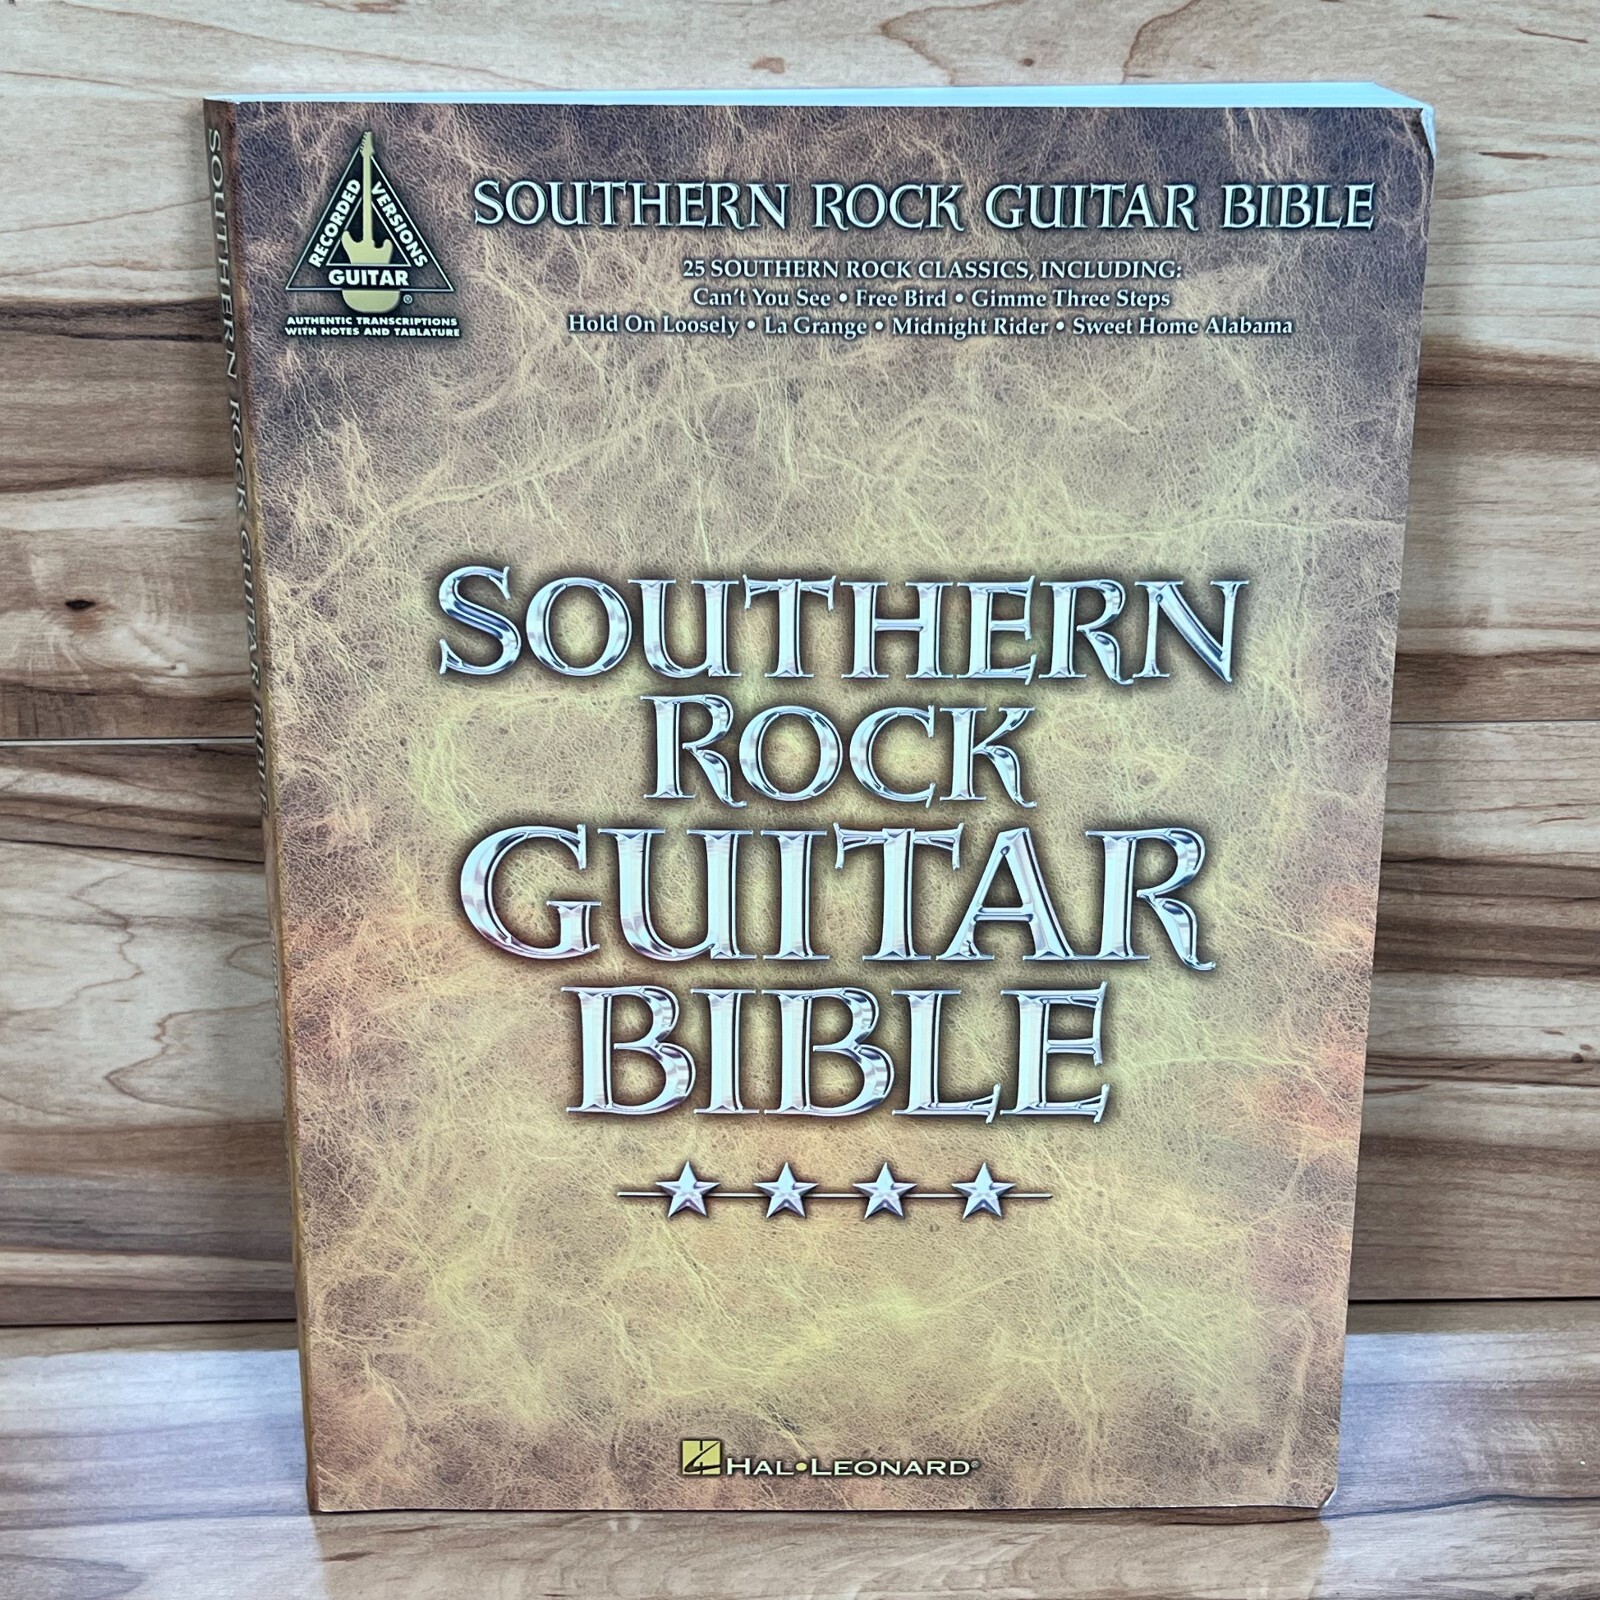 RECORDED VERSIONS
GUITAR®
AUTHENTIC TRANSCRIPTIONS
WITH NOTES AND TABLATURE
SOUTHERN ROCK GUITAR BIBLE
25 SOUTHERN ROCK CLASSICS, INCLUDING:
Can't You See • Free Bird • Gimme Three Steps
Hold On Loosely • La Grange • Midnight Rider • Sweet Home Alabama
SOUTHERN ROCK GUITAR BIBLE
SOUTHERN
ROCK
GUITAR
BIBLE
HAL•LEONARD®